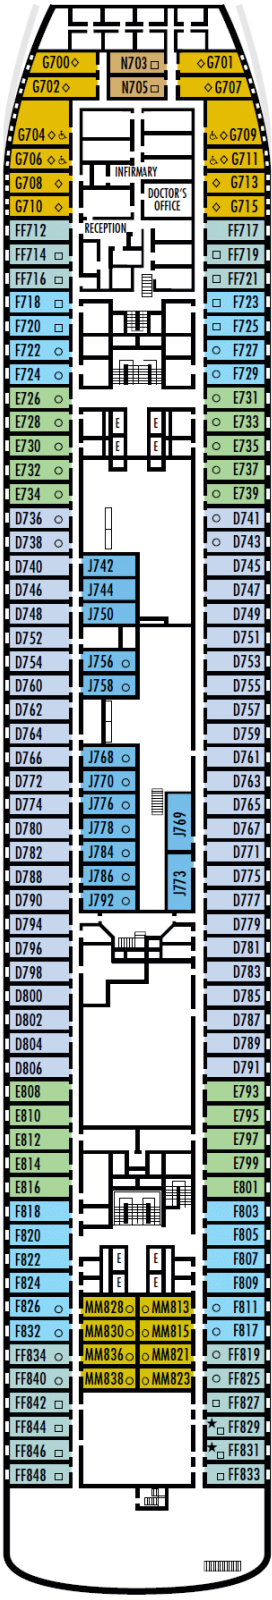 G700 N703 G701
G702 N705 G707
G704 G709
G706 INFIRMARY G711
G708 DOCTOR'S G713
OFFICE
G710 G715
FF712 RECEPTION FF717
FF714 FF719
FF716 FF721
F718 F723
F720 F725
F722 F727
F724 F729
E726 E731
E728 E E E733
E730 E E E735
E732 E737
E734 E739
D736 D741
D738 D743
D740 J742 D745
D746 J744 D747
D748 J750 D749
D752 D751
D754 J756 D753
D760 J758 D755
D762 D757
D764 D759
D766 J768 D761
D772 J770 D763
D774 J776 J769 D765
D780 J778 D767
D782 J784 D771
D788 J786 J773 D775
D790 J792 D777
D794 D779
D796 D781
D798 D783
D800 D785
D802 D787
D804 D789
D806 D791
E808 E793
E810 E795
E812 E797
E814 E799
E816 E801
F818 F803
F820 F805
F822 E E F807
F824 E E F809
F826 MM828 MM813 F811
F832 MM830 MM815 F817
FF834 MM836 MM821 FF819
FF840 MM838 MM823 FF825
FF842 FF827
FF844 FF829
FF846 FF831
FF848 FF833